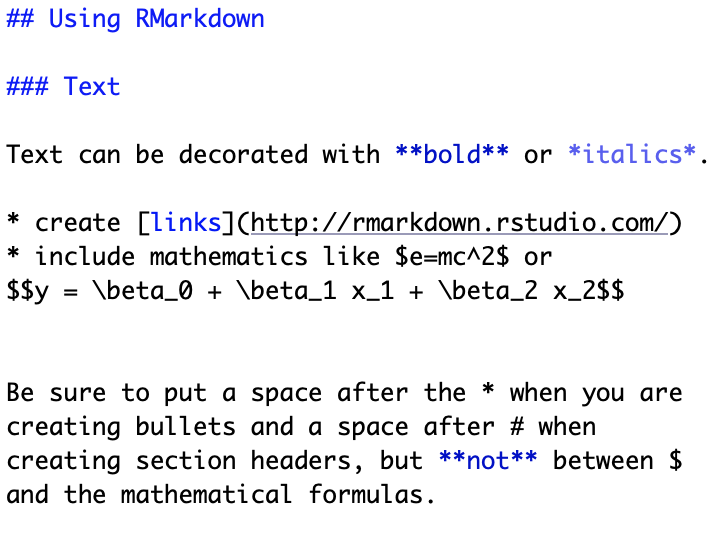 ## Using RMarkdown
### Text
Text can be decorated with **bold** or *italics*.
* create [links](http://rmarkdown.rstudio.com/)
* include mathematics like $e=mc^2$ or
$$y = \beta_0 + \beta_1 x_1 + \beta_2 x_2$$
Be sure to put a space after the * when you are
creating bullets and a space after # when
creating section headers, but **not** between $
and the mathematical formulas.